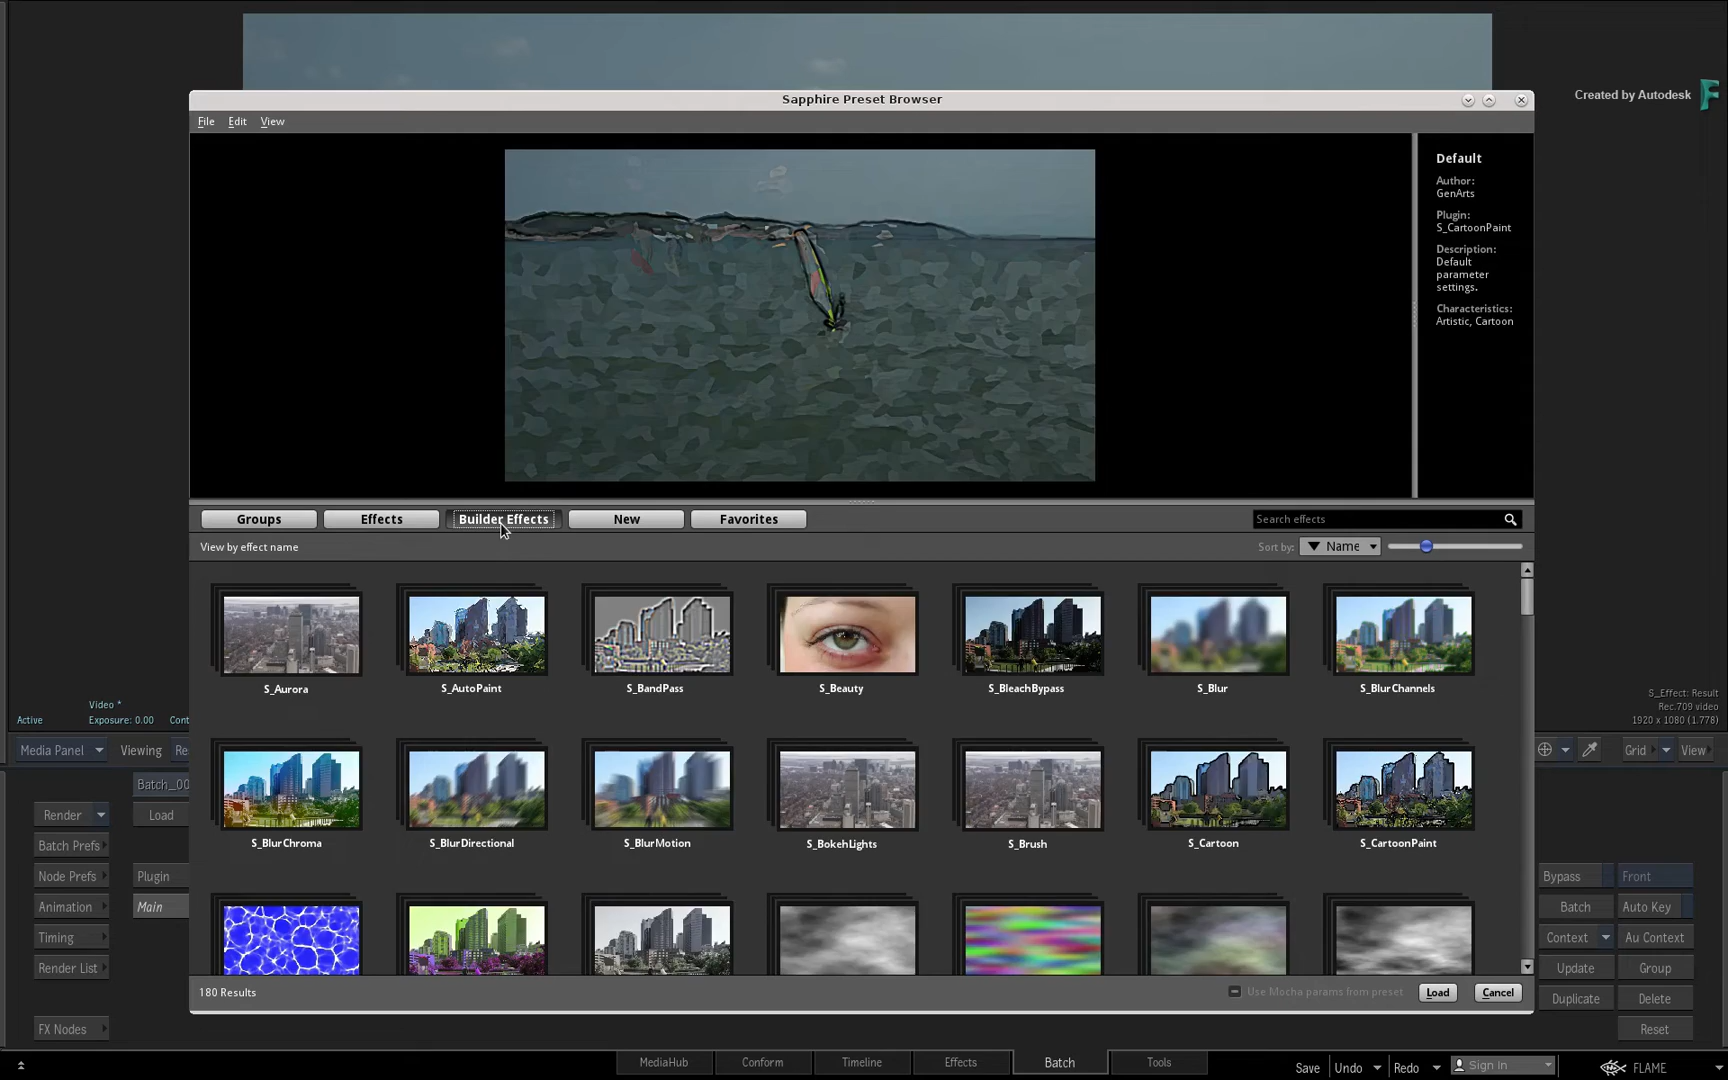 Sapphire Preset Browser
Created by Autodesk
File Edit View
Default
Author:
GenArts
Plugin:
S_CartoonPaint
Description:
Default
parameter
settings.
Characteristics:
Artistic, Cartoon
Groups Effects Builder Effects New Favorites Search effects
View by effect name Sort by: Name
S_Aurora S_AutoPaint S_BandPass S_Beauty S_BleachBypass S_Blur S_BlurChannels
Video *
Active Exposure: 0.00 Cont
S_Effect: Result
Rec.709 video
1920 x 1080 (1.778)
Media Panel Viewing Re Grid View
Batch_00
Render Load
Batch Prefs
Node Prefs Plugin
Animation Main
Timing
Render List
FX Nodes
S_BlurChroma S_BlurDirectional S_BlurMotion S_BokehLights S_Brush S_Cartoon S_CartoonPaint
Bypass Front
Batch Auto Key
Context Au Context
Update Group
Duplicate Delete
Reset
180 Results Use Mocha params from preset Load Cancel
MediaHub Conform Timeline Effects Batch Tools Save Undo Redo Sign In FLAME